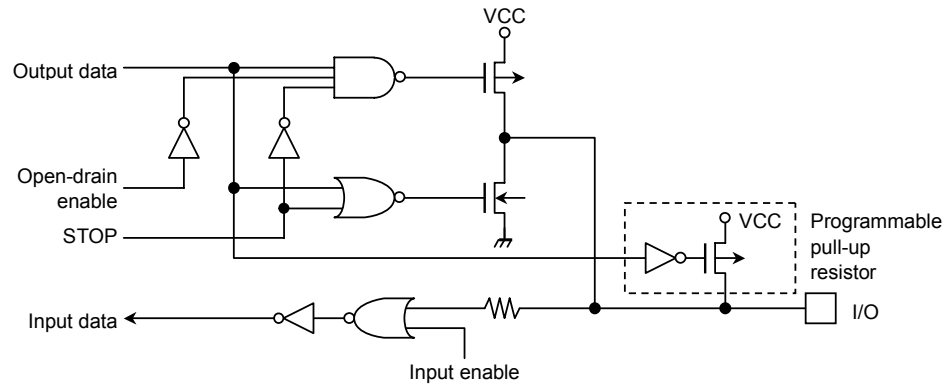 VCC
Output data
Open-drain
enable
STOP
VCC
Programmable
pull-up
resistor
Input data
I/O
Input enable